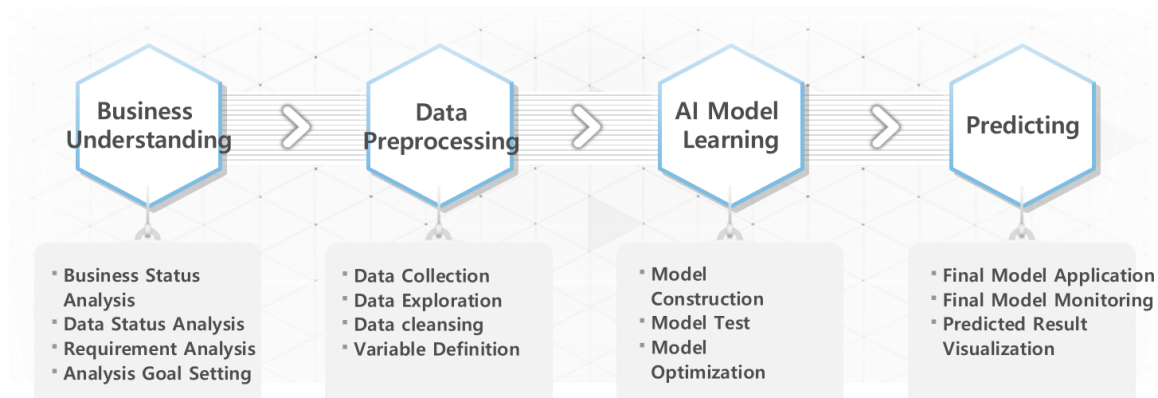 Business
Understanding
Data
Preprocessing
AI Model
Learning
Predicting
▪ Business Status
Analysis
▪ Data Status Analysis
▪ Requirement Analysis
▪ Analysis Goal Setting
▪ Data Collection
▪ Data Exploration
▪ Data cleansing
▪ Variable Definition
▪ Model
Construction
▪ Model Test
▪ Model
Optimization
▪ Final Model Application
▪ Final Model Monitoring
▪ Predicted Result
Visualization